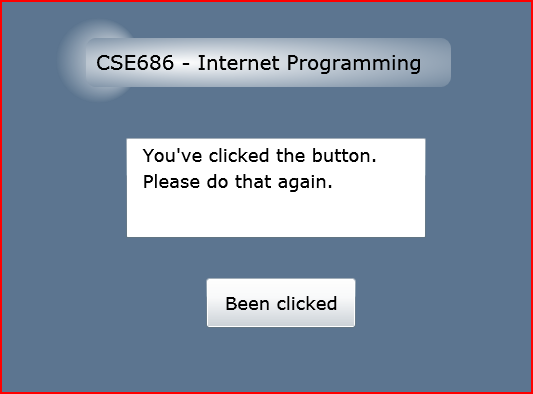 CSE686 - Internet Programming
You've clicked the button.
Please do that again.
Been clicked